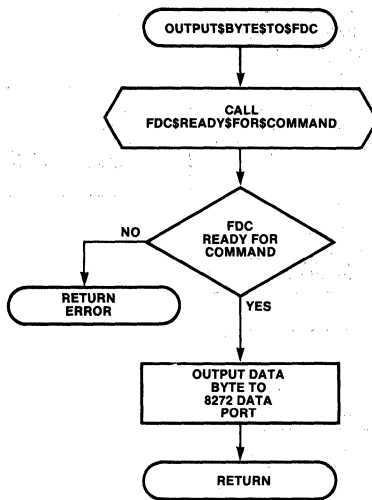 OUTPUT$BYTE$TO$FDC
CALL
FDC$READY$FOR$COMMAND
FDC
READY FOR
COMMAND
NO
RETURN
ERROR
YES
OUTPUT DATA
BYTE TO
8272 DATA
PORT
RETURN